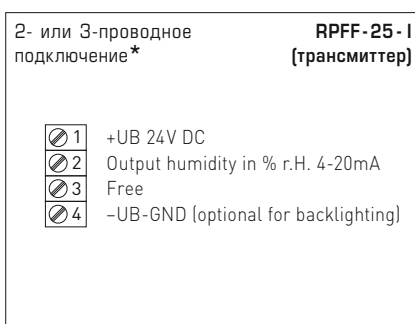 2- или 3-проводное RPFF-25-I
подключение* (трансмиттер)
1 +UB 24V DC
2 Output humidity in % r.H. 4-20mA
3 Free
4 –UB-GND (optional for backlighting)